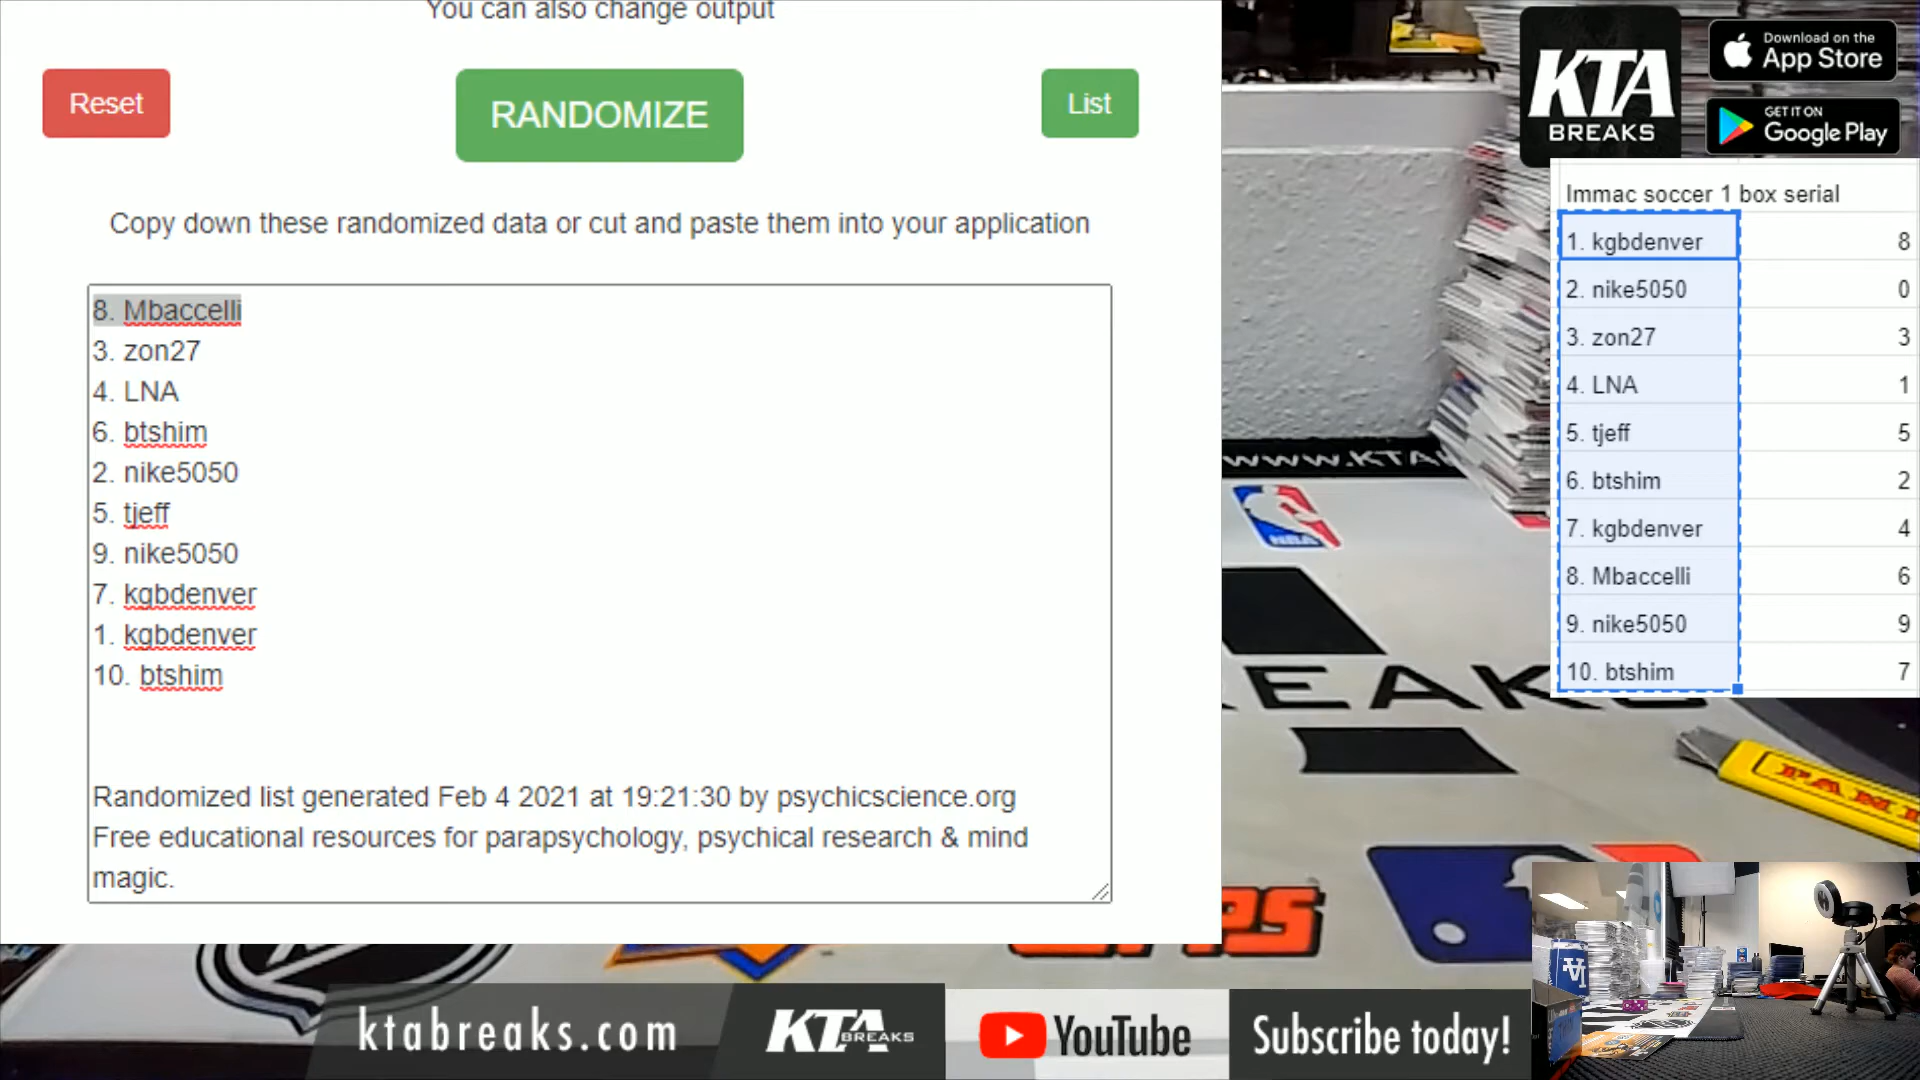 You can also change output
Reset
RANDOMIZE
List
Copy down these randomized data or cut and paste them into your application
8. Mbaccelli
3. zon27
4. LNA
6. btshim
2. nike5050
5. tjeff
9. nike5050
7. kgbdenver
1. kgbdenver
10. btshim
Randomized list generated Feb 4 2021 at 19:21:30 by psychicscience.org
Free educational resources for parapsychology, psychical research & mind
magic.
KTA
BREAKS
Download on the
App Store
GET IT ON
Google Play
Immac soccer 1 box serial
1. kgbdenver 8
2. nike5050 0
3. zon27 3
4. LNA 1
5. tjeff 5
6. btshim 2
7. kgbdenver 4
8. Mbaccelli 6
9. nike5050 9
10. btshim 7
WWW.KTA
NBA
REAKS
PANI
ktabreaks.com
KTA BREAKS
YouTube
Subscribe today!